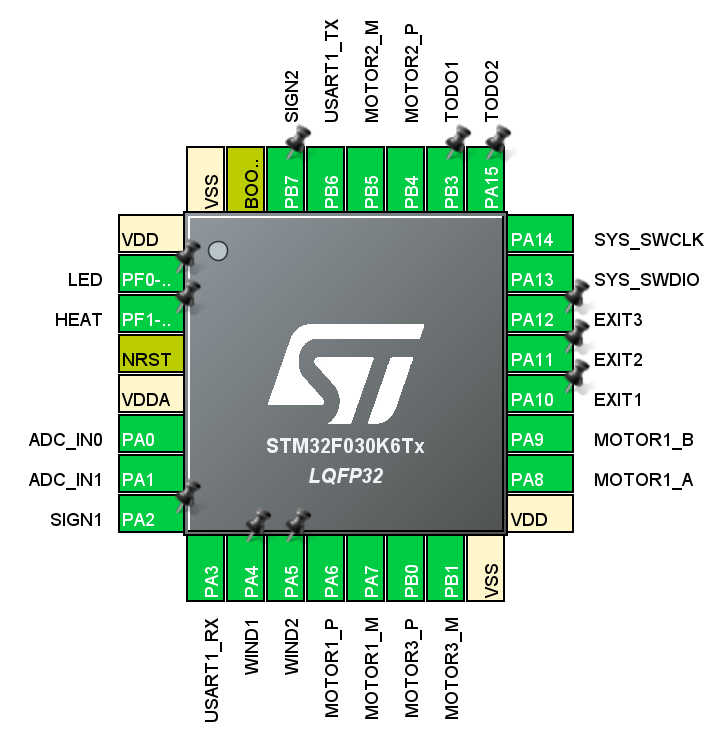 SIGN2
USART1_TX
MOTOR2_M
MOTOR2_P
TODO1
TODO2
VSS
BOO..
PB7
PB6
PB5
PB4
PB3
PA15
VDD
LED PF0-..
HEAT PF1-..
NRST
VDDA
ADC_IN0 PA0
ADC_IN1 PA1
SIGN1 PA2
PA14 SYS_SWCLK
PA13 SYS_SWDIO
PA12 EXIT3
PA11 EXIT2
PA10 EXIT1
PA9 MOTOR1_B
PA8 MOTOR1_A
VDD
ST
STM32F030K6Tx
LQFP32
PA3
PA4
PA5
PA6
PA7
PB0
PB1
VSS
USART1_RX
WIND1
WIND2
MOTOR1_P
MOTOR1_M
MOTOR3_P
MOTOR3_M